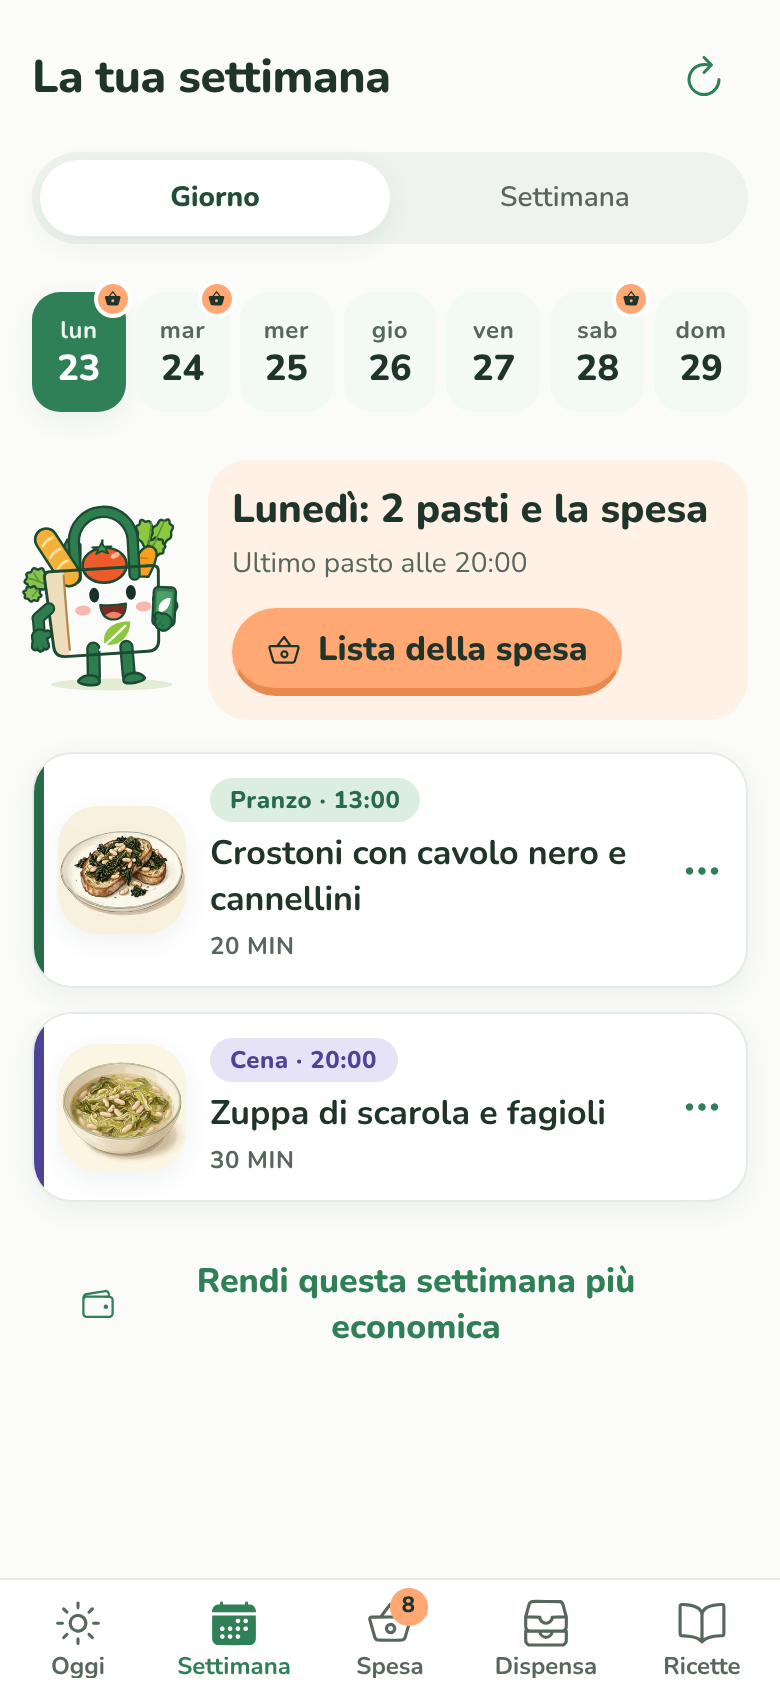 La tua settimana
Giorno
Settimana
lun
23
mar
24
mer
25
gio
26
ven
27
sab
28
dom
29
Lunedì: 2 pasti e la spesa
Ultimo pasto alle 20:00
Lista della spesa
Pranzo · 13:00
Crostoni con cavolo nero e
cannellini
20 MIN
Cena · 20:00
Zuppa di scarola e fagioli
30 MIN
Rendi questa settimana più
economica
Oggi
Settimana
8
Spesa
Dispensa
Ricette